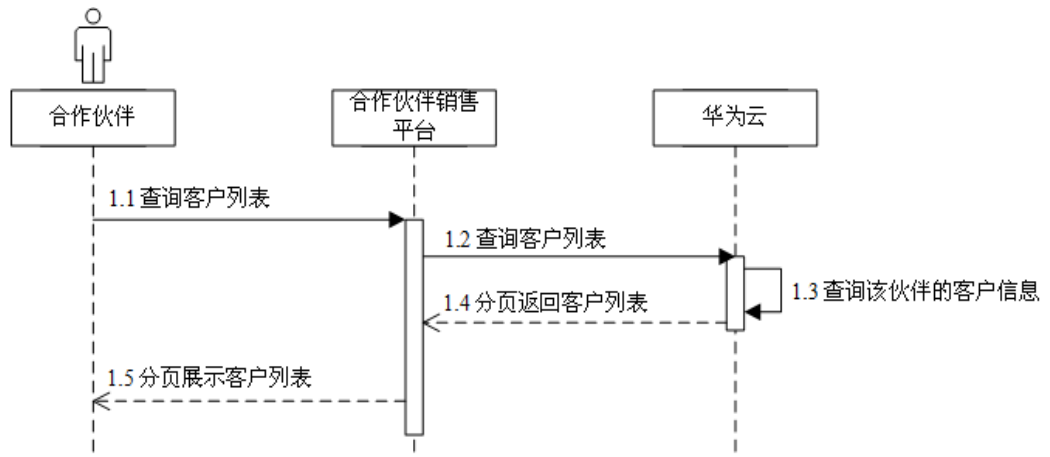 合作伙伴
合作伙伴销售
平台
华为云
1.1 查询客户列表
1.2 查询客户列表
1.3 查询该伙伴的客户信息
1.4 分页返回客户列表
1.5 分页展示客户列表